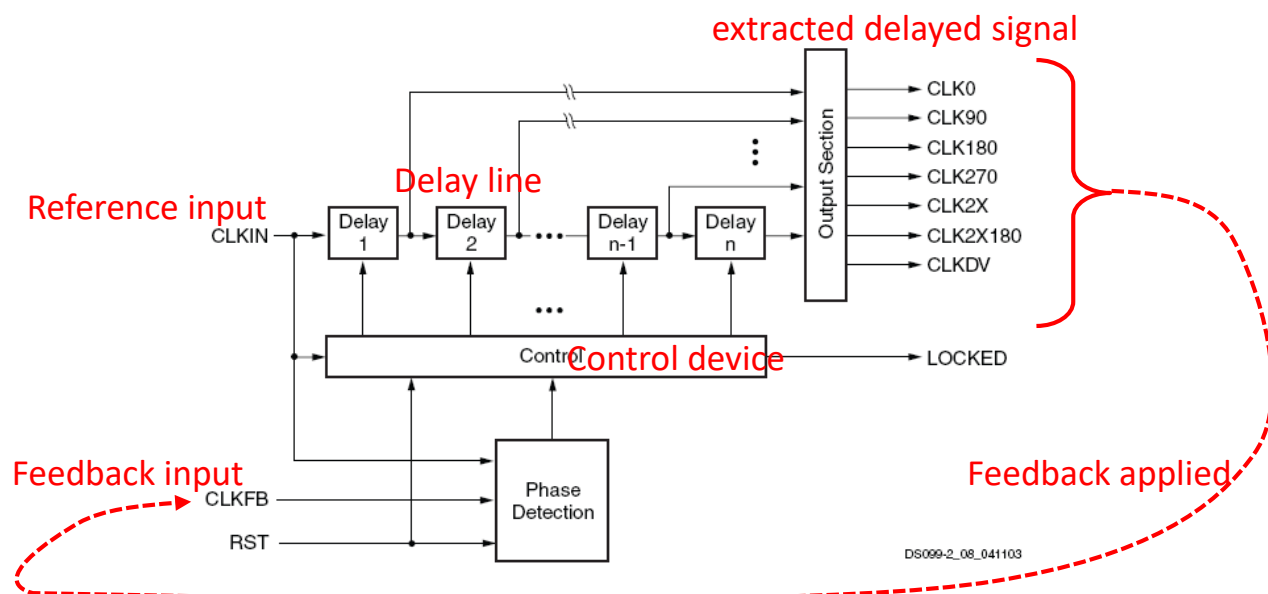 extracted delayed signal
CLK0
CLK90
CLK180
CLK270
CLK2X
CLK2X180
CLKDV
Output Section
Delay line
Reference input
CLKIN
Delay
1
Delay
2
Delay
n-1
Delay
n
Control
Control device
LOCKED
Feedback input
CLKFB
RST
Phase
Detection
Feedback applied
DS099-2_08_041103